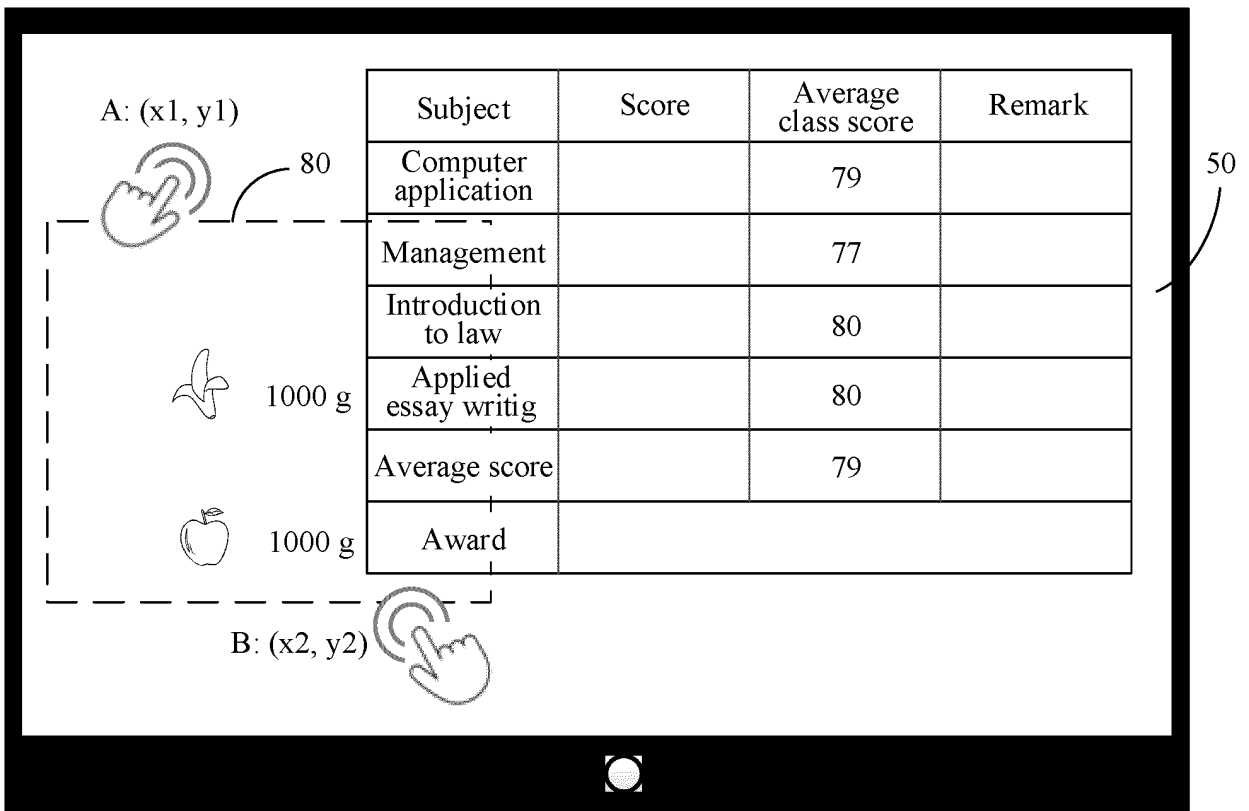 A: (x1, y1)
80
50
Subject
Score
Average
class score
Remark
Computer
application
79
Management
77
Introduction
to law
80
1000 g
Applied
essay writig
80
Average score
79
1000 g
Award
B: (x2, y2)